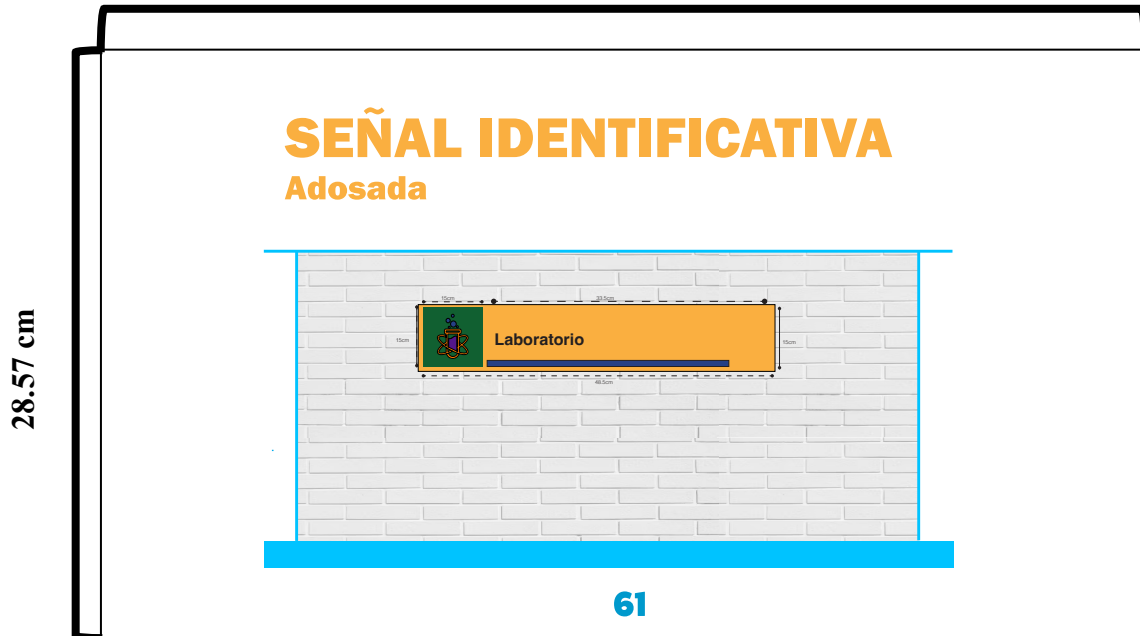 SEÑAL IDENTIFICATIVA
Adosada
28.57 cm
15cm
33.5cm
15cm
Laboratorio
15cm
48.5cm
61